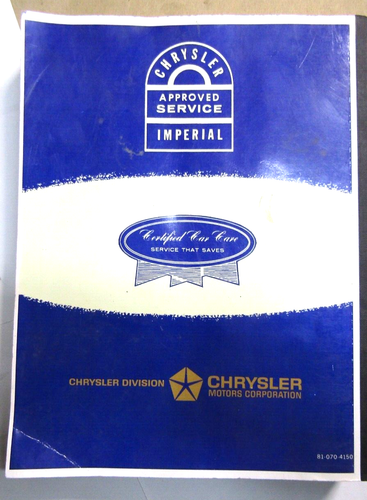 CHRYSLER
APPROVED
SERVICE
IMPERIAL
Certified Car Care
SERVICE THAT SAVES
CHRYSLER DIVISION CHRYSLER
MOTORS CORPORATION
81-070-4150